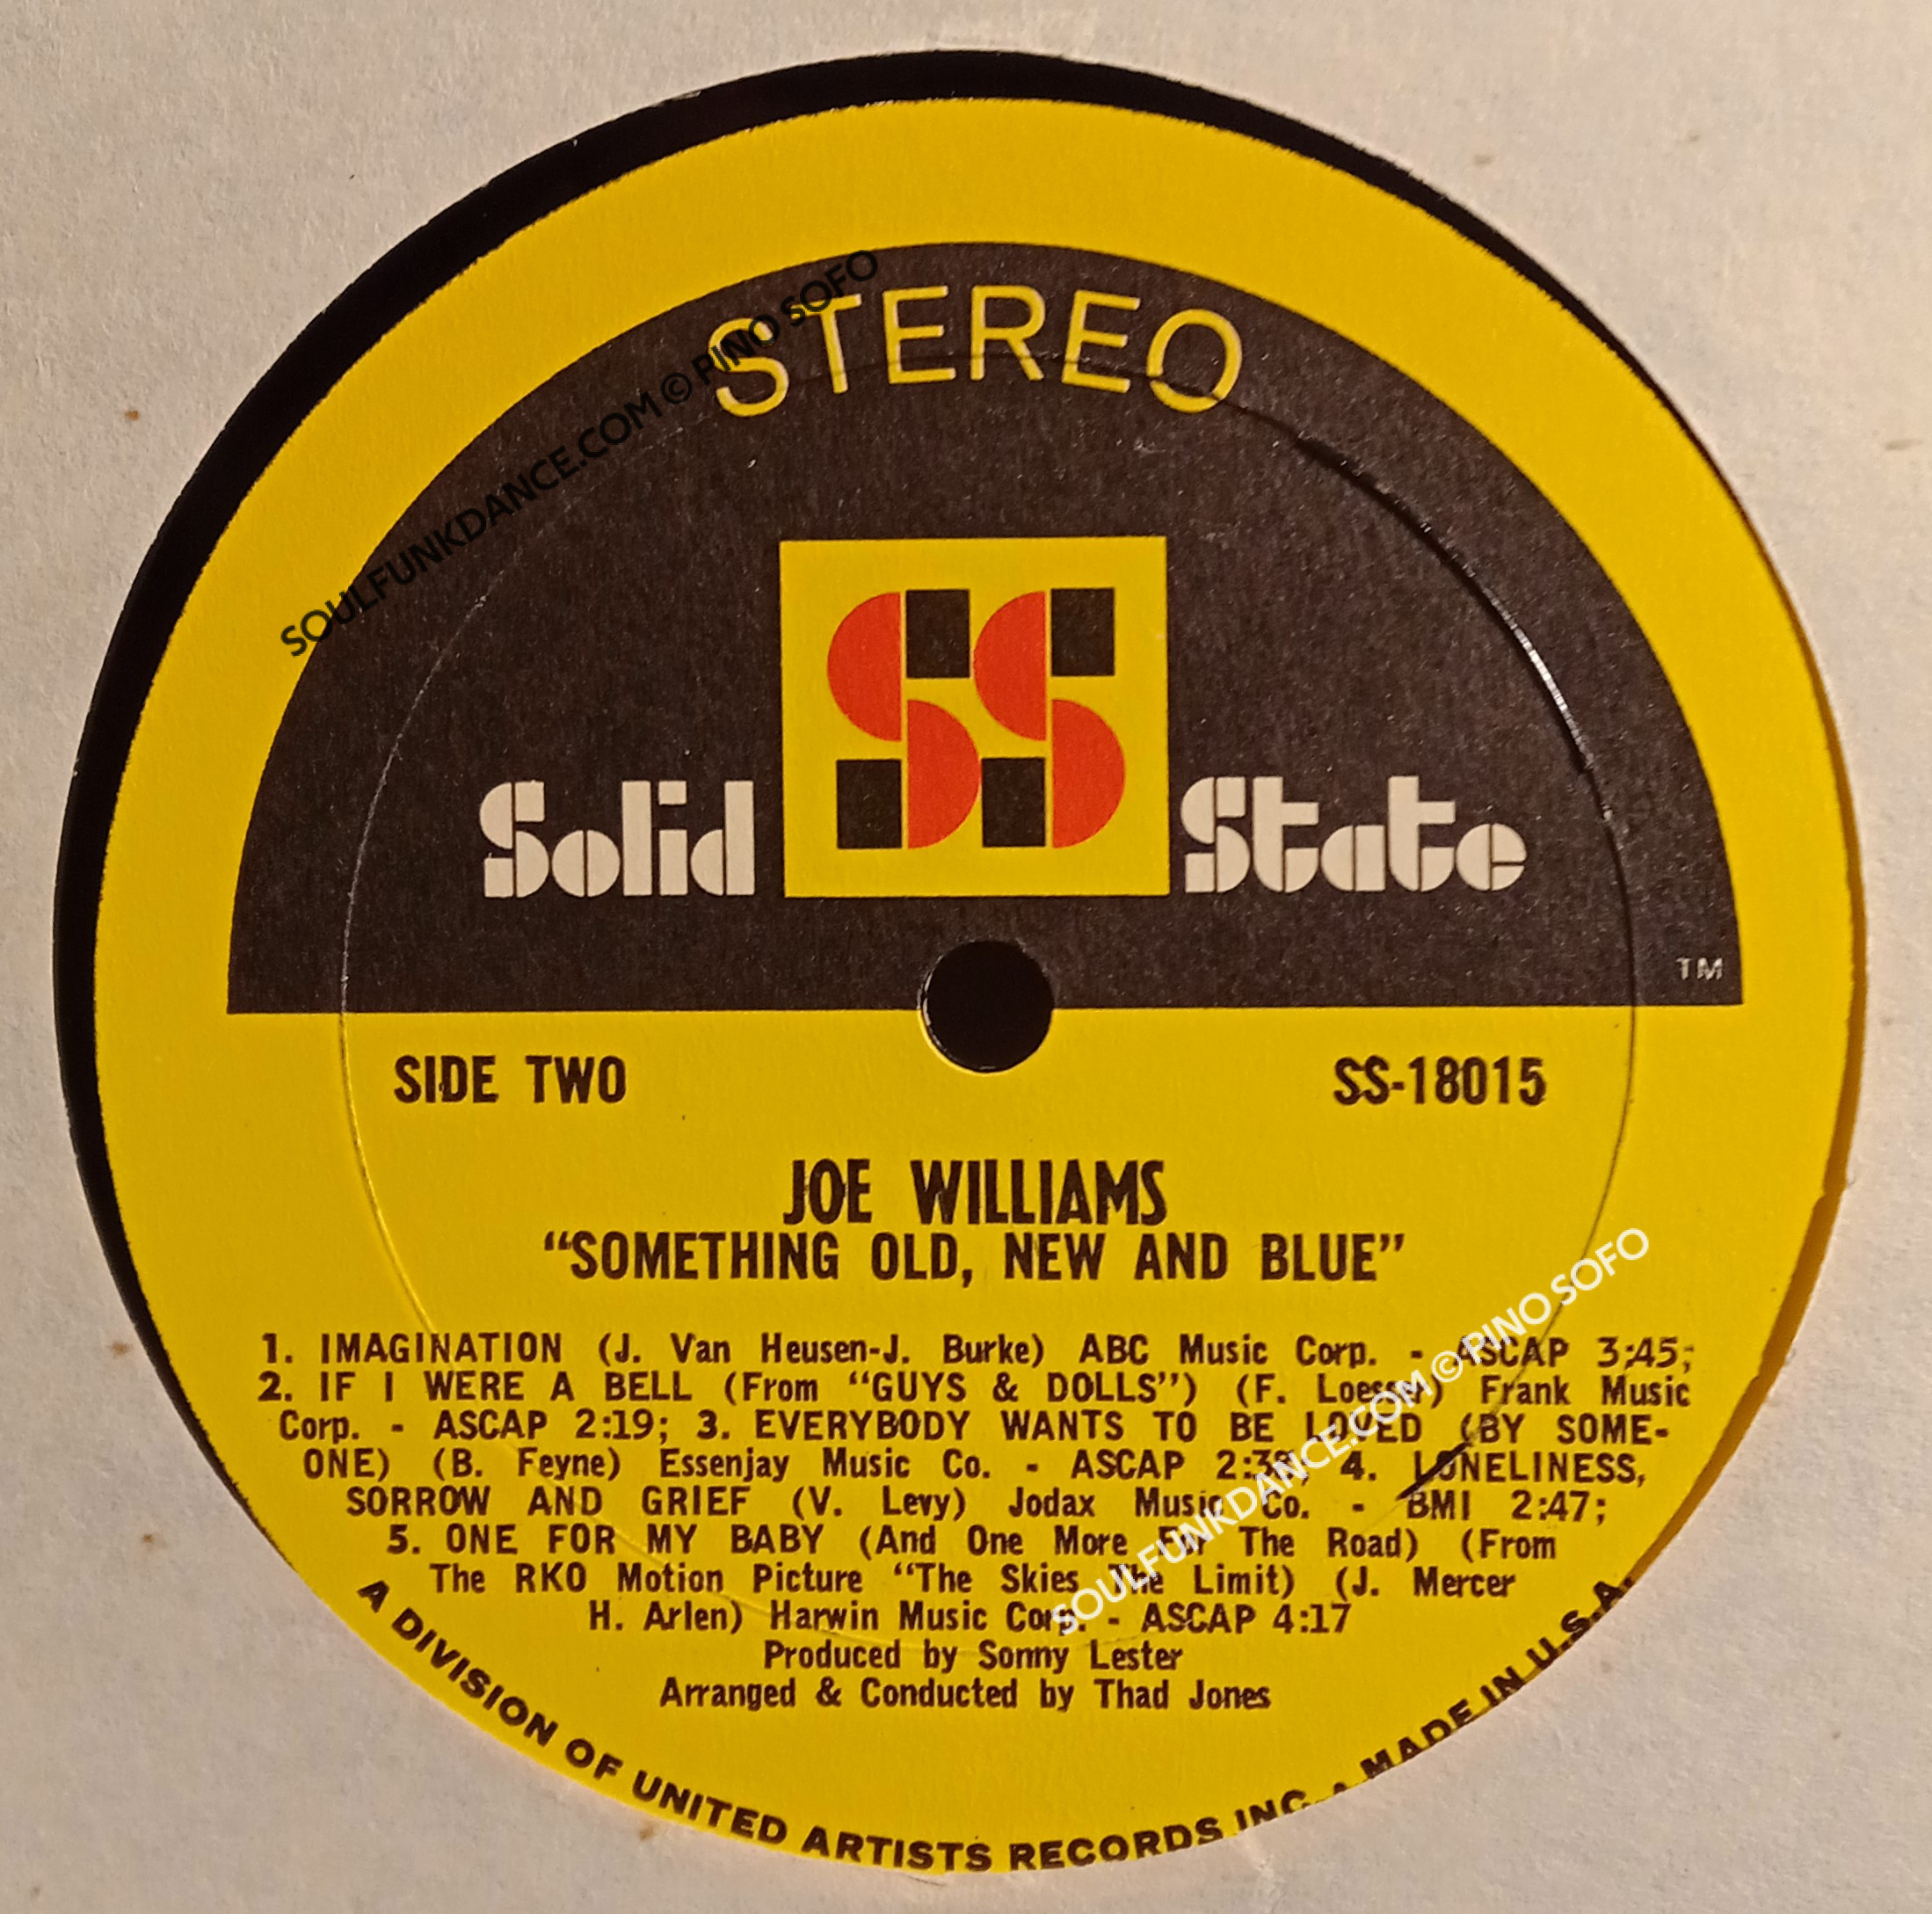 STEREO
SOULFUNKDANCE.COM © PINO SOFO
SS
Solid State
TM
SIDE TWO SS-18015
JOE WILLIAMS
“SOMETHING OLD, NEW AND BLUE”
1. IMAGINATION (J. Van Heusen-J. Burke) ABC Music Corp. - ASCAP 3:45;
2. IF I WERE A BELL (From “GUYS & DOLLS”) (F. Loesser) Frank Music
Corp. - ASCAP 2:19; 3. EVERYBODY WANTS TO BE LOVED (BY SOME-
ONE) (B. Feyne) Essenjay Music Co. - ASCAP 4. LONELINESS,
SORROW AND GRIEF (V. Levy) Jodax Music Co. - BMI 2:47;
5. ONE FOR MY BABY (And One More For The Road) (From
The RKO Motion Picture “The Skies The Limit) (J. Mercer
H. Arlen) Harwin Music Corp. - ASCAP 4:17
Produced by Sonny Lester
Arranged & Conducted by Thad Jones
A DIVISION OF UNITED ARTISTS RECORDS INC. • MADE IN U.S.A.
SOULFUNKDANCE.COM © PINO SOFO